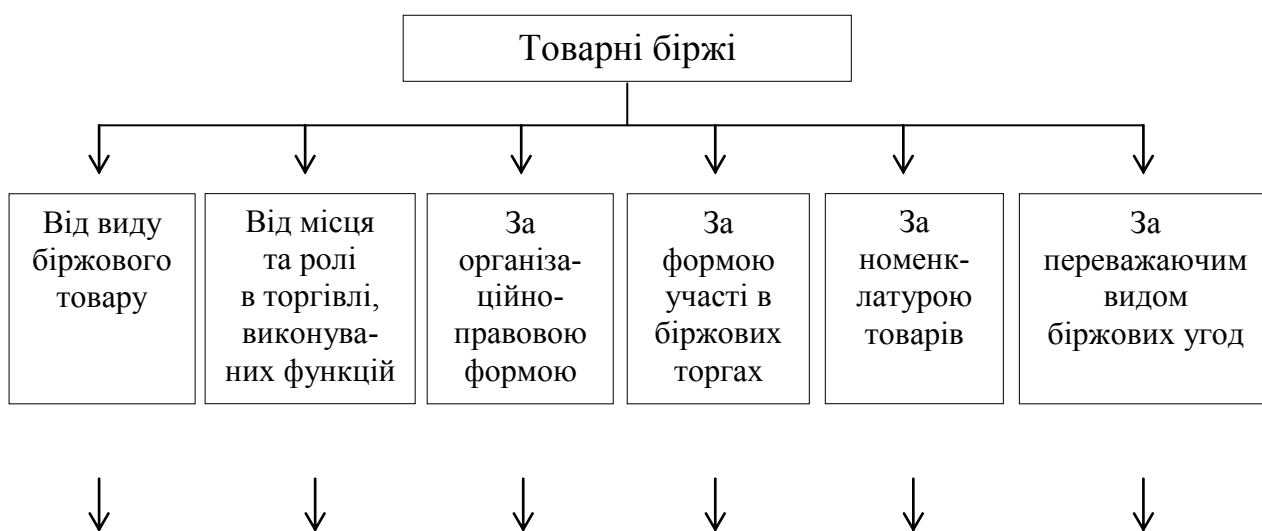 Товарні біржі
Від виду
біржового
товару
Від місця
та ролі
в торгівлі,
виконува-
них функцій
За
організа-
ційно-
правовою
формою
За
формою
участі в
біржових
торгах
За
номенк-
латурою
товарів
За
переважаючим
видом
біржових угод